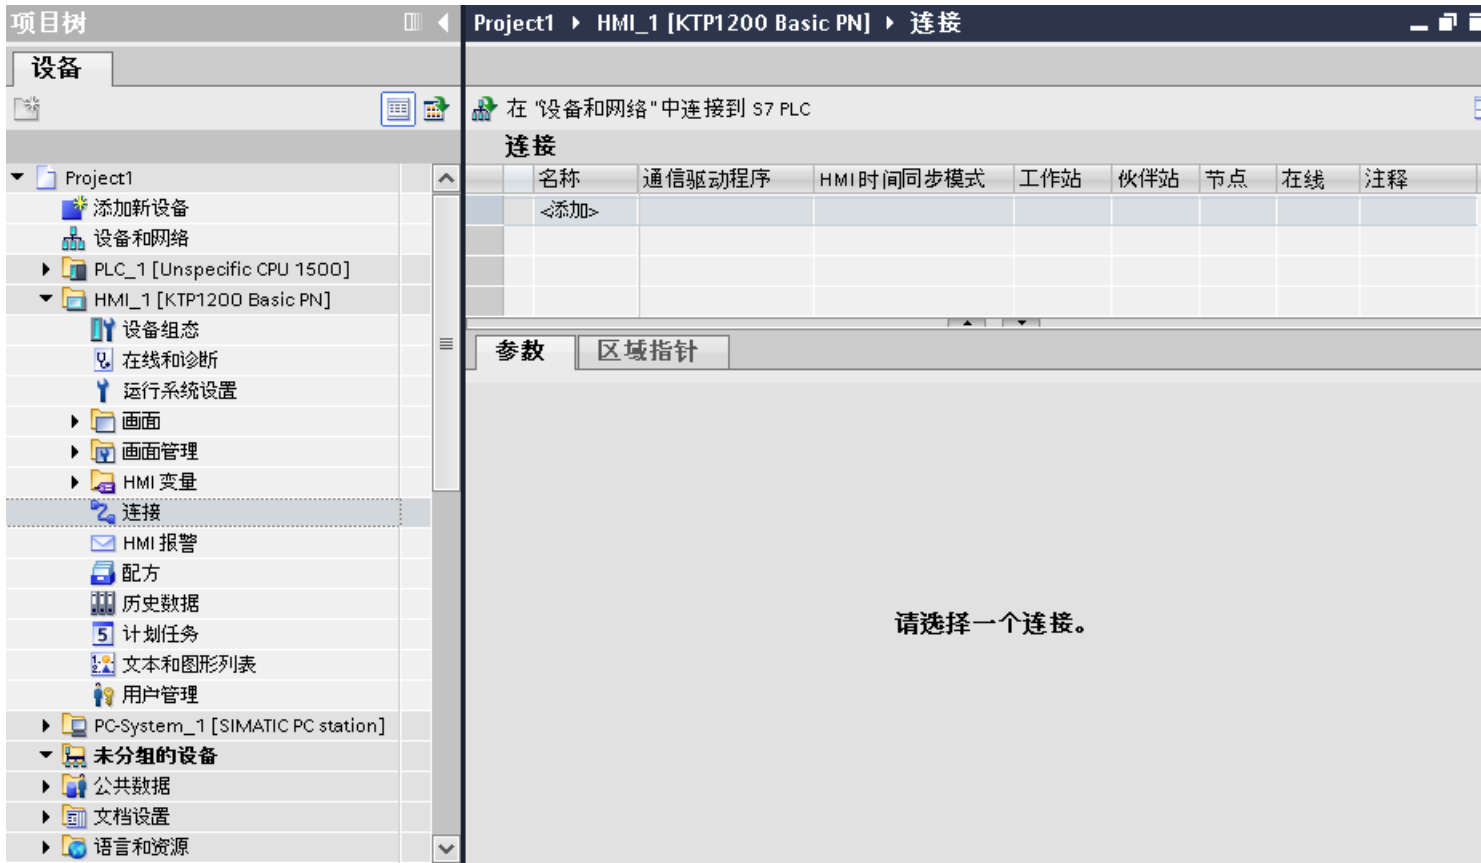 项目树
设备
Project1
添加新设备
设备和网络
PLC_1 [Unspecific CPU 1500]
HMI_1 [KTP1200 Basic PN]
设备组态
在线和诊断
运行系统设置
画面
画面管理
HMI 变量
连接
HMI 报警
配方
历史数据
5 计划任务
文本和图形列表
用户管理
PC-System_1 [SIMATIC PC station]
未分组的设备
公共数据
文档设置
语言和资源
Project1 HMI_1 [KTP1200 Basic PN] 连接
在 "设备和网络" 中连接到 S7 PLC
连接
名称 通信驱动程序 HMI时间同步模式 工作站 伙伴站 节点 在线 注释
<添加>
参数 区域指针
请选择一个连接。